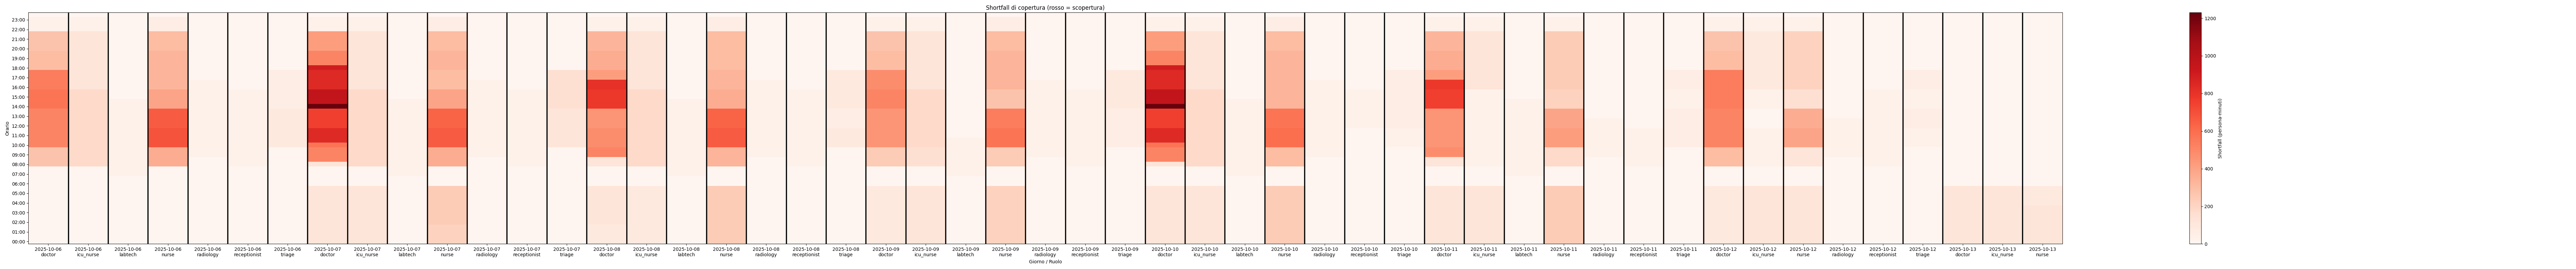 Shortfall di copertura (rosso = scopertura)
Orario
23:00
22:00
21:00
20:00
19:00
18:00
17:00
16:00
15:00
14:00
13:00
12:00
11:00
10:00
09:00
08:00
07:00
06:00
05:00
04:00
03:00
02:00
01:00
00:00
2025-10-06
doctor
2025-10-06
icu_nurse
2025-10-06
labtech
2025-10-06
nurse
2025-10-06
radiology
2025-10-06
receptionist
2025-10-06
triage
2025-10-07
doctor
2025-10-07
icu_nurse
2025-10-07
labtech
2025-10-07
nurse
2025-10-07
radiology
2025-10-07
receptionist
2025-10-07
triage
2025-10-08
doctor
2025-10-08
icu_nurse
2025-10-08
labtech
2025-10-08
nurse
2025-10-08
radiology
2025-10-08
receptionist
2025-10-08
triage
2025-10-09
doctor
2025-10-09
icu_nurse
2025-10-09
labtech
2025-10-09
nurse
2025-10-09
radiology
2025-10-09
receptionist
2025-10-09
triage
2025-10-10
doctor
2025-10-10
icu_nurse
2025-10-10
labtech
2025-10-10
nurse
2025-10-10
radiology
2025-10-10
receptionist
2025-10-10
triage
2025-10-11
doctor
2025-10-11
icu_nurse
2025-10-11
labtech
2025-10-11
nurse
2025-10-11
radiology
2025-10-11
receptionist
2025-10-11
triage
2025-10-12
doctor
2025-10-12
icu_nurse
2025-10-12
nurse
2025-10-12
radiology
2025-10-12
receptionist
2025-10-12
triage
2025-10-13
doctor
2025-10-13
icu_nurse
2025-10-13
nurse
Giorno / Ruolo
1200
1000
800
600
400
200
0
Shortfall (persona-minuti)